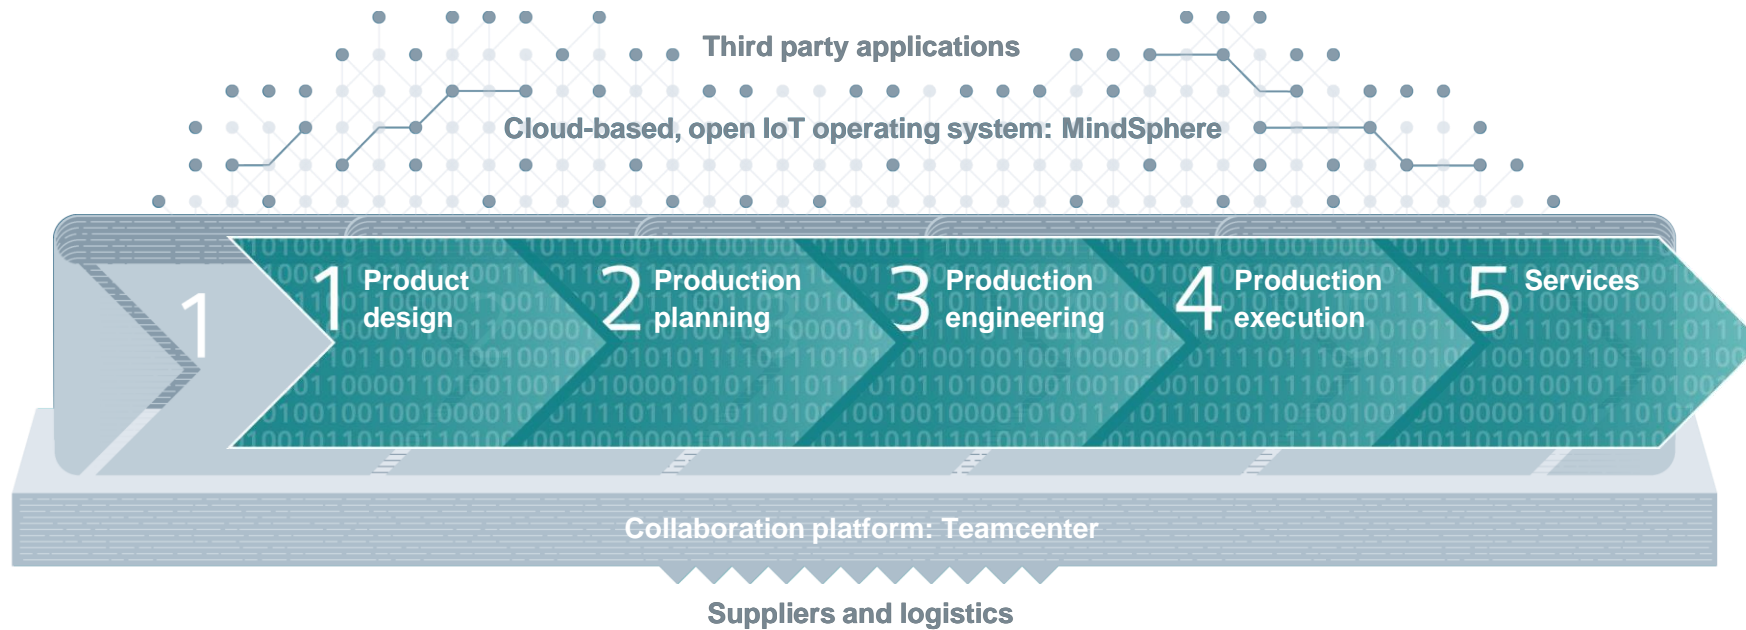 Third party applications
Cloud-based, open IoT operating system: MindSphere
1
1 Product
design
2 Production
planning
3 Production
engineering
4 Production
execution
5 Services
Collaboration platform: Teamcenter
Suppliers and logistics